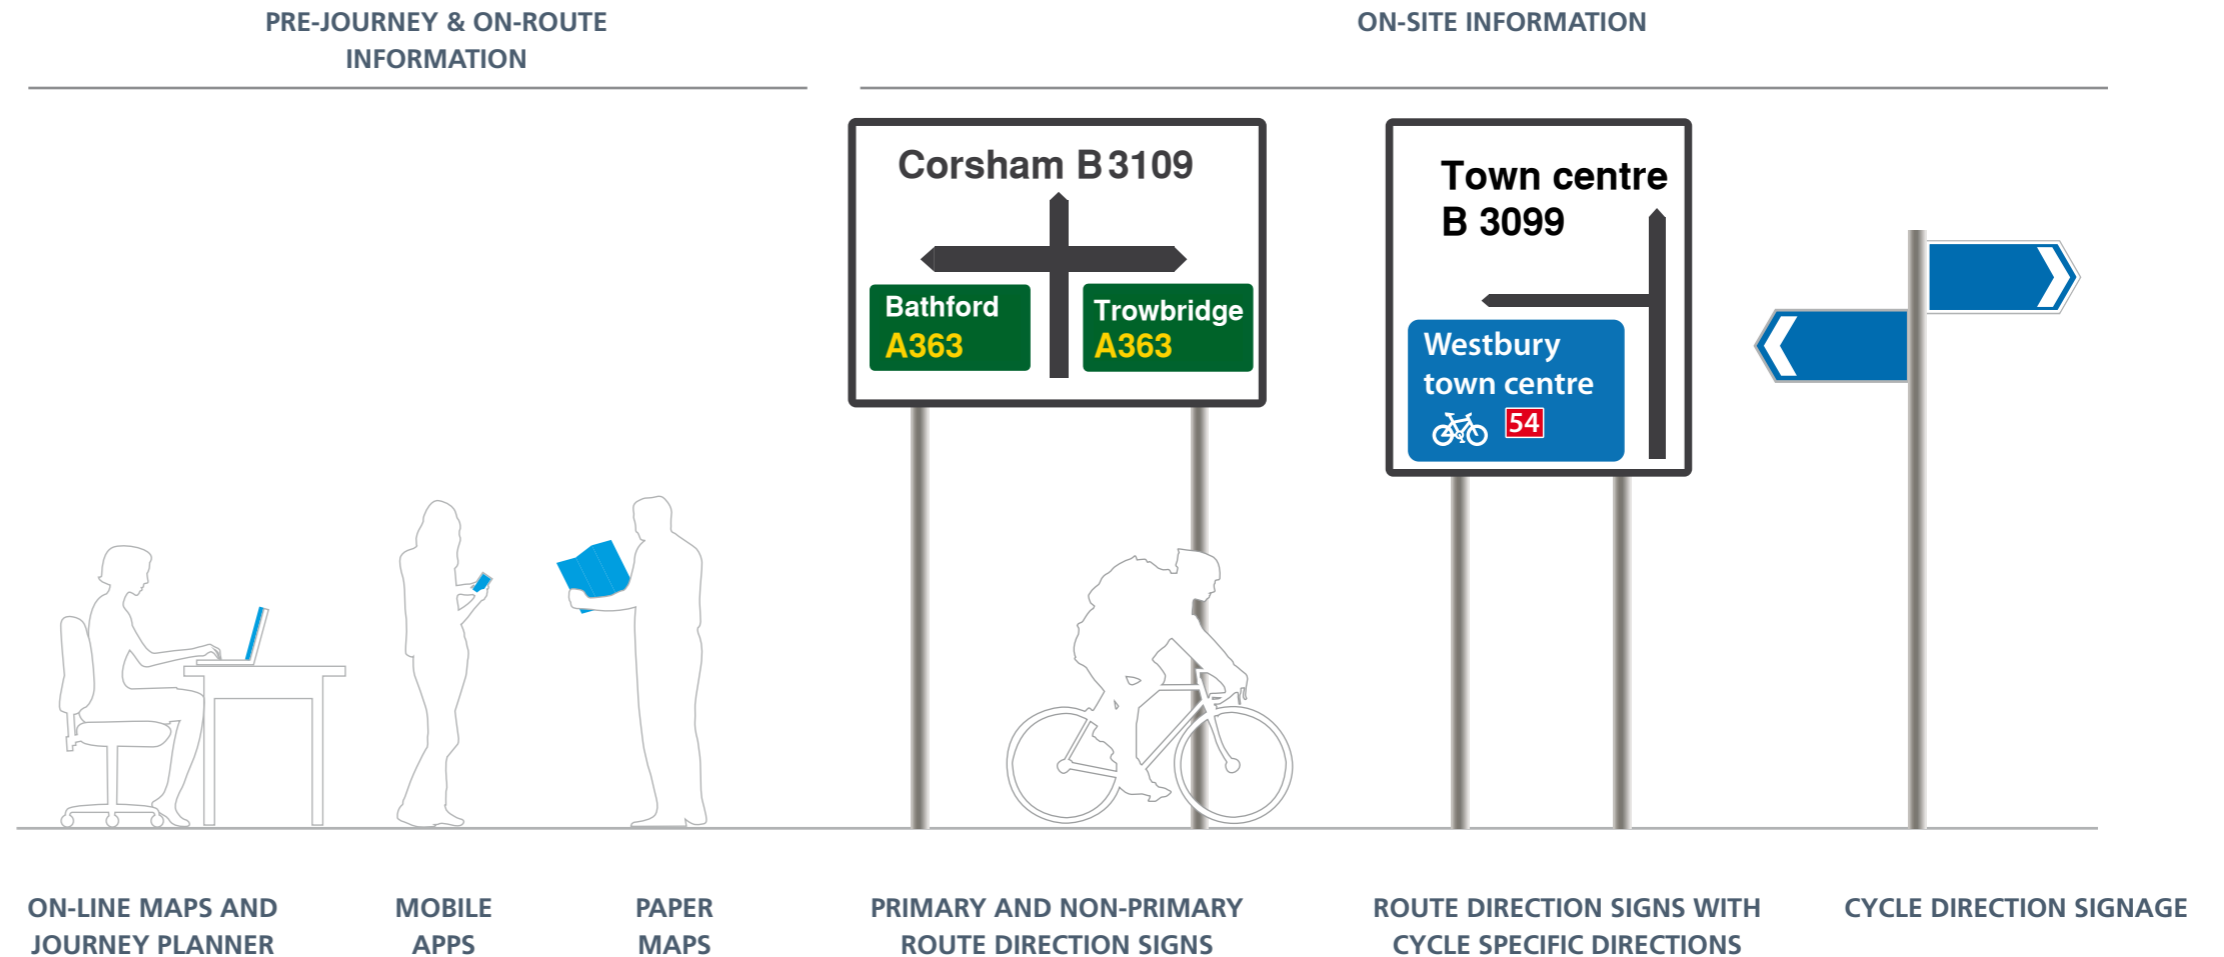 PRE-JOURNEY & ON-ROUTE
INFORMATION
ON-SITE INFORMATION
Corsham B 3109
Bathford
A363
Trowbridge
A363
Town centre
B 3099
Westbury
town centre
54
ON-LINE MAPS AND
JOURNEY PLANNER
MOBILE
APPS
PAPER
MAPS
PRIMARY AND NON-PRIMARY
ROUTE DIRECTION SIGNS
ROUTE DIRECTION SIGNS WITH
CYCLE SPECIFIC DIRECTIONS
CYCLE DIRECTION SIGNAGE